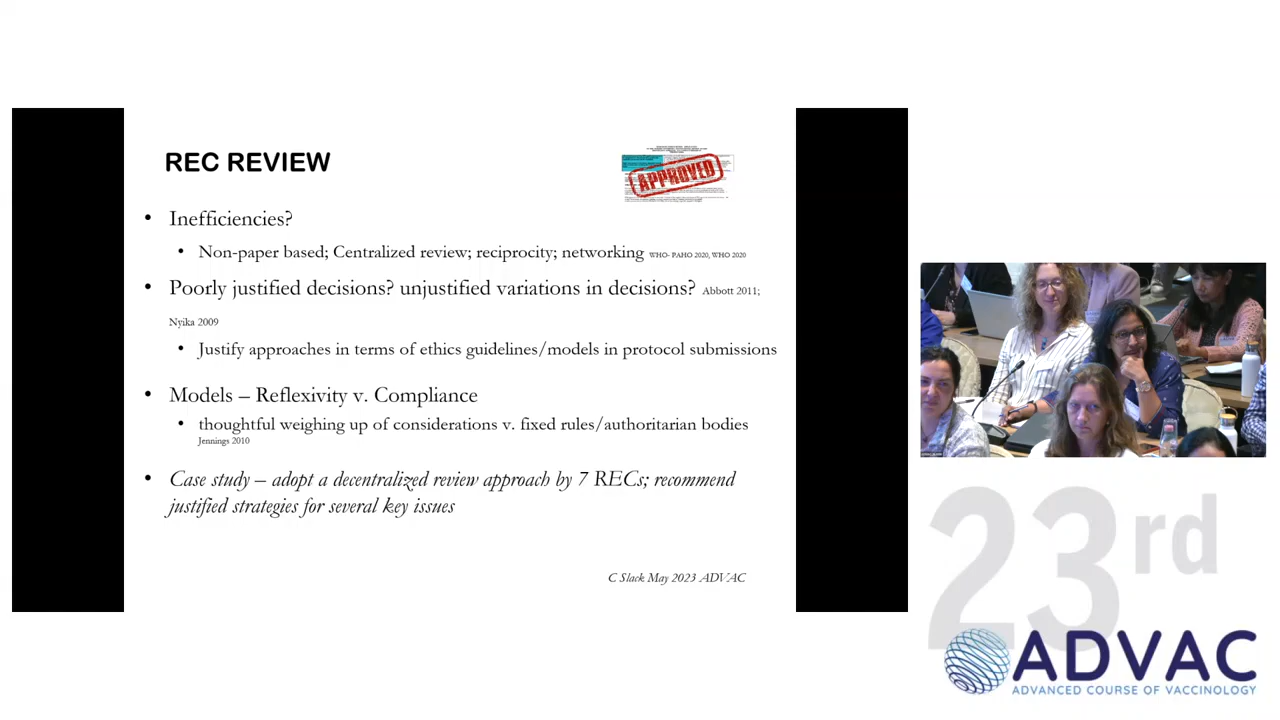 REC REVIEW
APPROVED
• Inefficiencies?
• Non-paper based; Centralized review; reciprocity; networking WHO- PAHO 2020, WHO 2020
• Poorly justified decisions? unjustified variations in decisions? Abbott 2011;
Nyika 2009
• Justify approaches in terms of ethics guidelines/models in protocol submissions
• Models – Reflexivity v. Compliance
• thoughtful weighing up of considerations v. fixed rules/authoritarian bodies
Jennings 2010
• Case study – adopt a decentralized review approach by 7 RECs; recommend
justified strategies for several key issues
C Slack May 2023 ADVAC
23rd
ADVAC
ADVANCED COURSE OF VACCINOLOGY